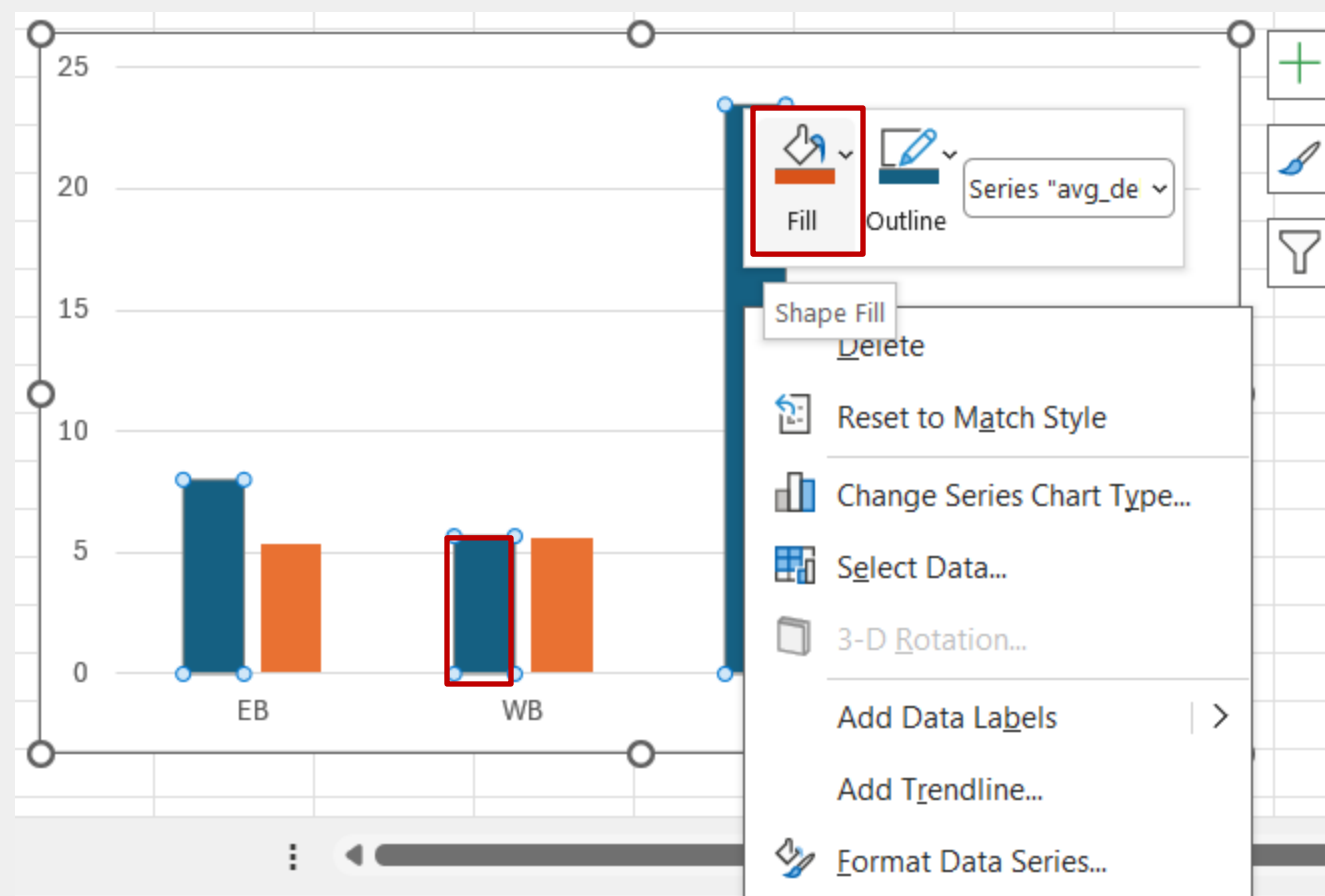 25
20
15
10
5
0
EB
WB
Fill
Outline
Series "avg_de
Shape Fill
Delete
Reset to Match Style
Change Series Chart Type...
Select Data...
3-D Rotation...
Add Data Labels
Add Trendline...
Format Data Series...